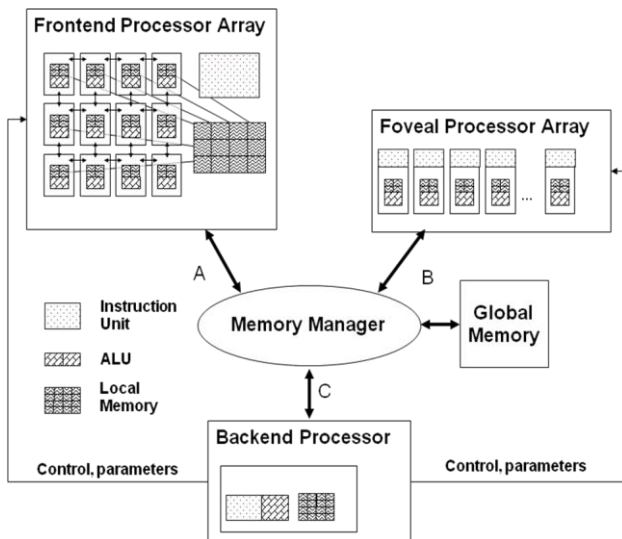 Frontend Processor Array
Foveal Processor Array
...
A
B
Instruction
Unit
ALU
Local
Memory
Memory Manager
Global
Memory
C
Backend Processor
Control, parameters
Control, parameters